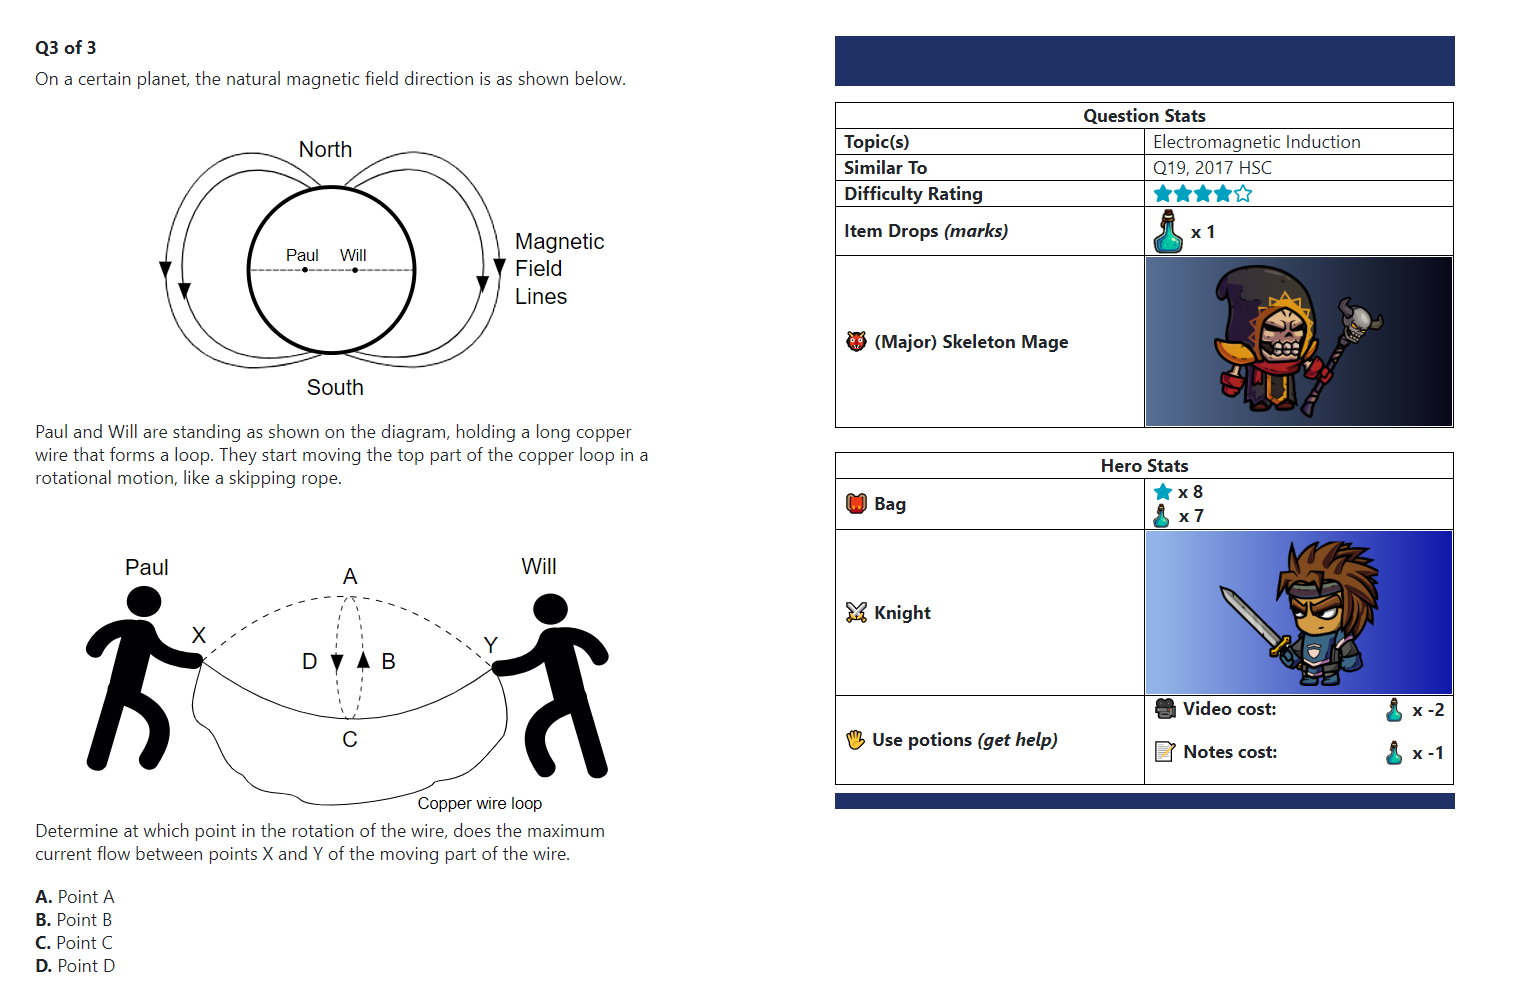 Q3 of 3
On a certain planet, the natural magnetic field direction is as shown below.
North
Paul Will
Magnetic
Field
Lines
South
Paul and Will are standing as shown on the diagram, holding a long copper
wire that forms a loop. They start moving the top part of the copper loop in a
rotational motion, like a skipping rope.
Paul
Will
A
X
Y
D
B
C
Copper wire loop
Determine at which point in the rotation of the wire, does the maximum
current flow between points X and Y of the moving part of the wire.
A. Point A
B. Point B
C. Point C
D. Point D
Question Stats
Topic(s) Electromagnetic Induction
Similar To Q19, 2017 HSC
Difficulty Rating
Item Drops (marks) x 1
(Major) Skeleton Mage
Hero Stats
Bag
x 8
x 7
Knight
Use potions (get help)
Video cost: x -2
Notes cost: x -1